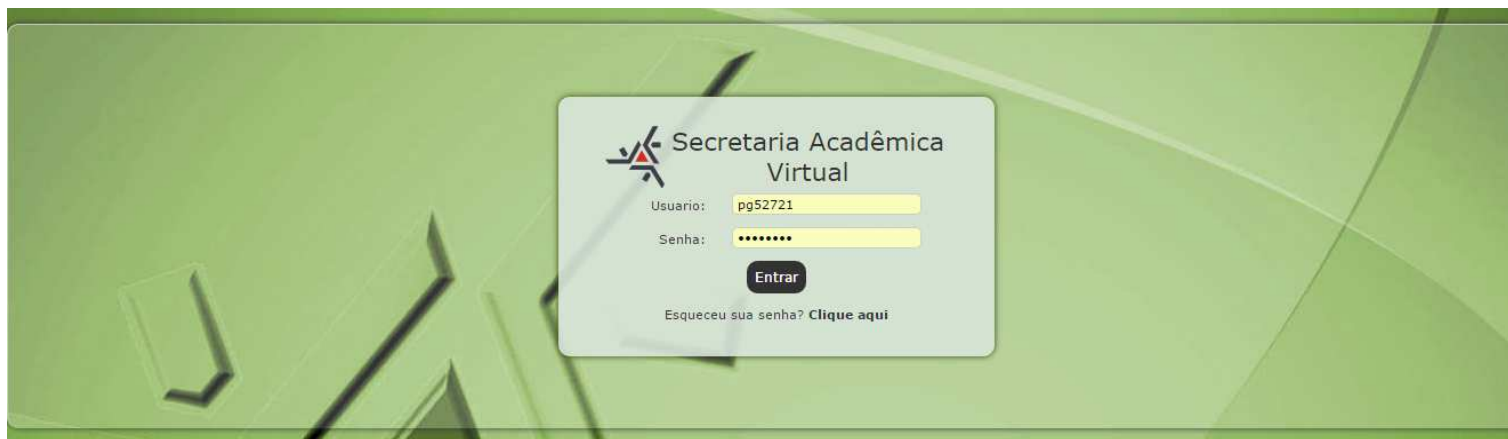 Secretaria Acadêmica
Virtual
Usuario: pg52721
Senha: ••••••••
Entrar
Esqueceu sua senha? Clique aqui